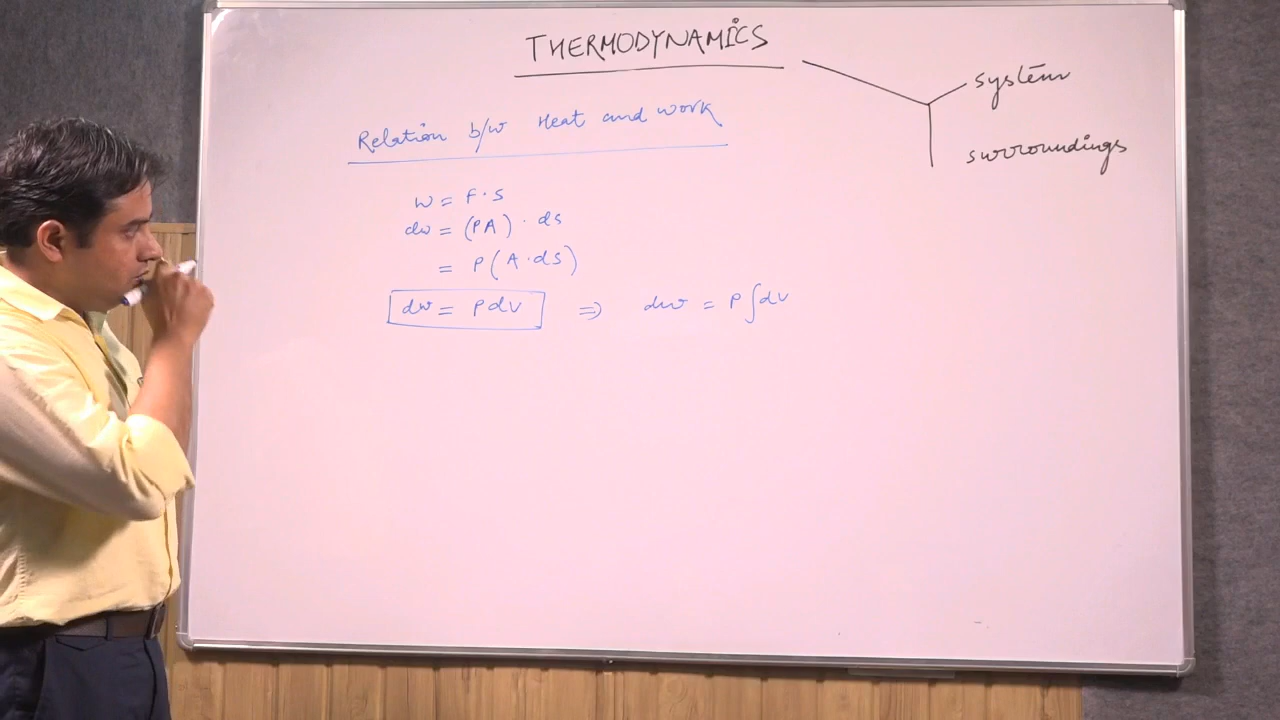 THERMODYNAMICS
system
surroundings
Relation b/w Heat and work
w = F·s
dw = (PA)·ds
= P(A·ds)
dw = PdV ⇒ dw = P∫dv